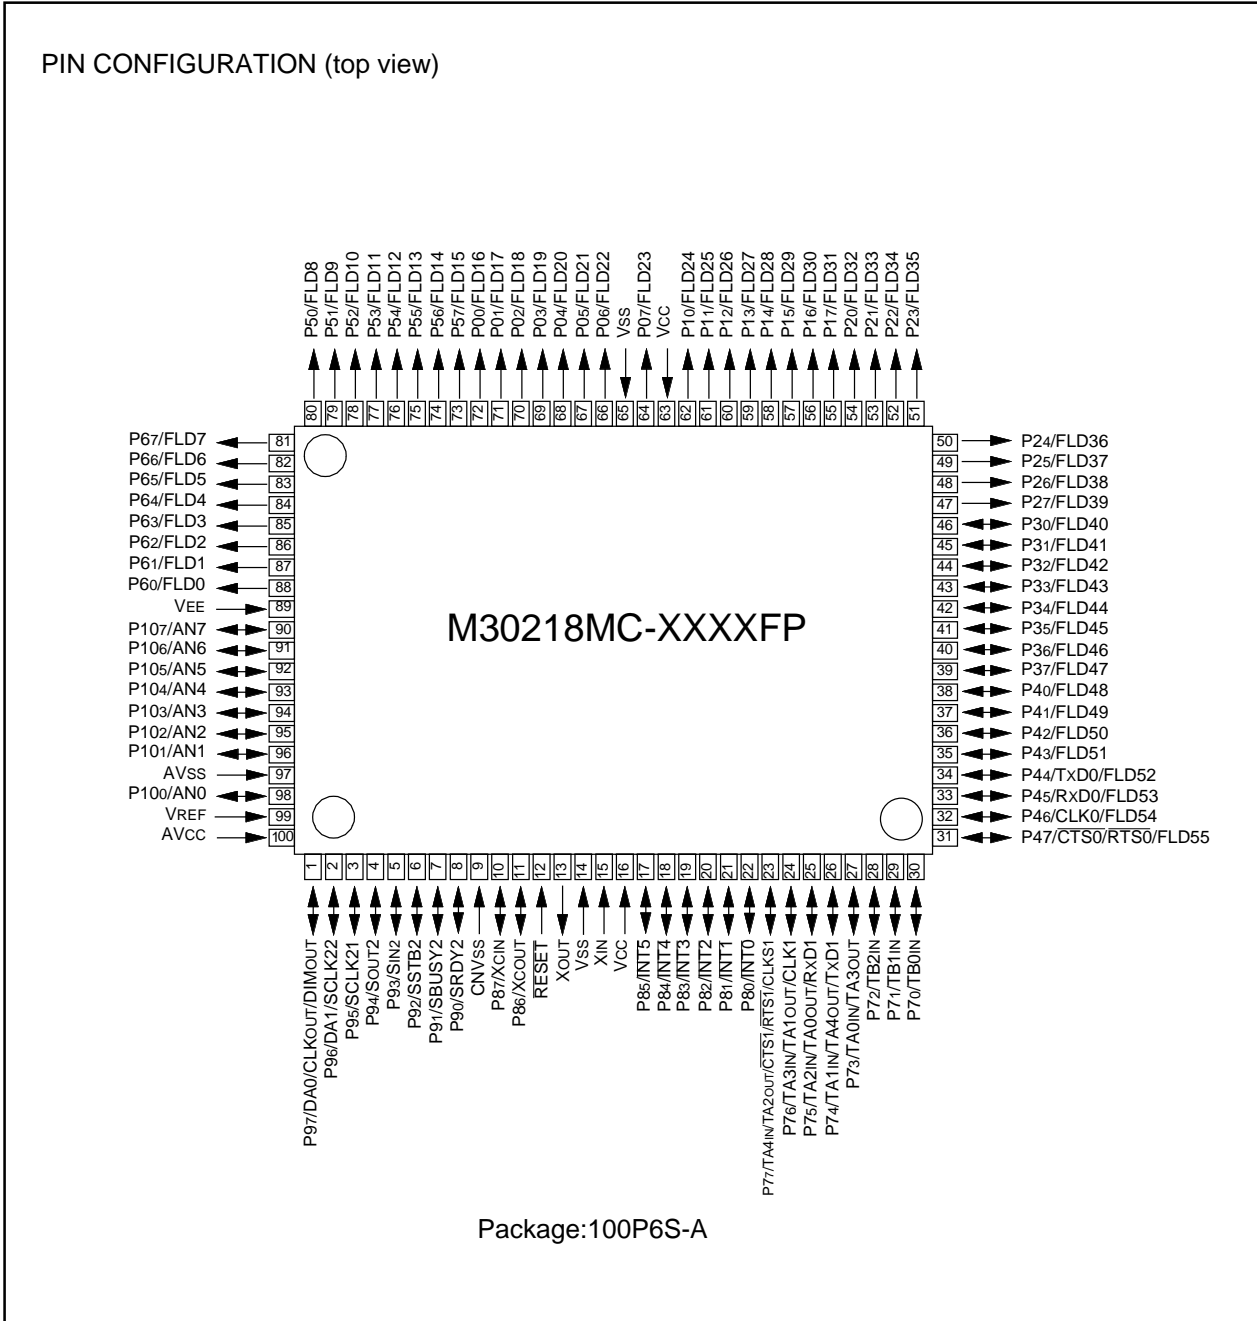 PIN CONFIGURATION (top view)
P50/FLD8
P51/FLD9
P52/FLD10
P53/FLD11
P54/FLD12
P55/FLD13
P56/FLD14
P57/FLD15
P00/FLD16
P01/FLD17
P02/FLD18
P03/FLD19
P04/FLD20
P05/FLD21
P06/FLD22
VSS
P07/FLD23
VCC
P10/FLD24
P11/FLD25
P12/FLD26
P13/FLD27
P14/FLD28
P15/FLD29
P16/FLD30
P17/FLD31
P20/FLD32
P21/FLD33
P22/FLD34
P23/FLD35
80 79 78 77 76 75 74 73 72 71 70 69 68 67 66 65 64 63 62 61 60 59 58 57 56 55 54 53 52 51
P67/FLD7 81
P66/FLD6 82
P65/FLD5 83
P64/FLD4 84
P63/FLD3 85
P62/FLD2 86
P61/FLD1 87
P60/FLD0 88
VEE 89
P107/AN7 90
P106/AN6 91
P105/AN5 92
P104/AN4 93
P103/AN3 94
P102/AN2 95
P101/AN1 96
AVSS 97
P100/AN0 98
VREF 99
AVCC 100
M30218MC-XXXXFP
50 P24/FLD36
49 P25/FLD37
48 P26/FLD38
47 P27/FLD39
46 P30/FLD40
45 P31/FLD41
44 P32/FLD42
43 P33/FLD43
42 P34/FLD44
41 P35/FLD45
40 P36/FLD46
39 P37/FLD47
38 P40/FLD48
37 P41/FLD49
36 P42/FLD50
35 P43/FLD51
34 P44/TXD0/FLD52
33 P45/RXD0/FLD53
32 P46/CLK0/FLD54
31 P47/CTS0/RTS0/FLD55
1 2 3 4 5 6 7 8 9 10 11 12 13 14 15 16 17 18 19 20 21 22 23 24 25 26 27 28 29 30
P97/DA0/CLKOUT/DIMOUT
P96/DA1/SCLK22
P95/SCLK21
P94/SOUT2
P93/SIN2
P92/SSTB2
P91/SBUSY2
P90/SRDY2
CNVSS
P87/XCIN
P86/XCOUT
RESET
XOUT
VSS
XIN
VCC
P85/INT5
P84/INT4
P83/INT3
P82/INT2
P81/INT1
P80/INT0
P77/TA4IN/TA2OUT/CTS1/RTS1/CLKS1
P76/TA3IN/TA1OUT/CLK1
P75/TA2IN/TA0OUT/RXD1
P74/TA1IN/TA4OUT/TXD1
P73/TA0IN/TA3OUT
P72/TB2IN
P71/TB1IN
P70/TB0IN
Package:100P6S-A